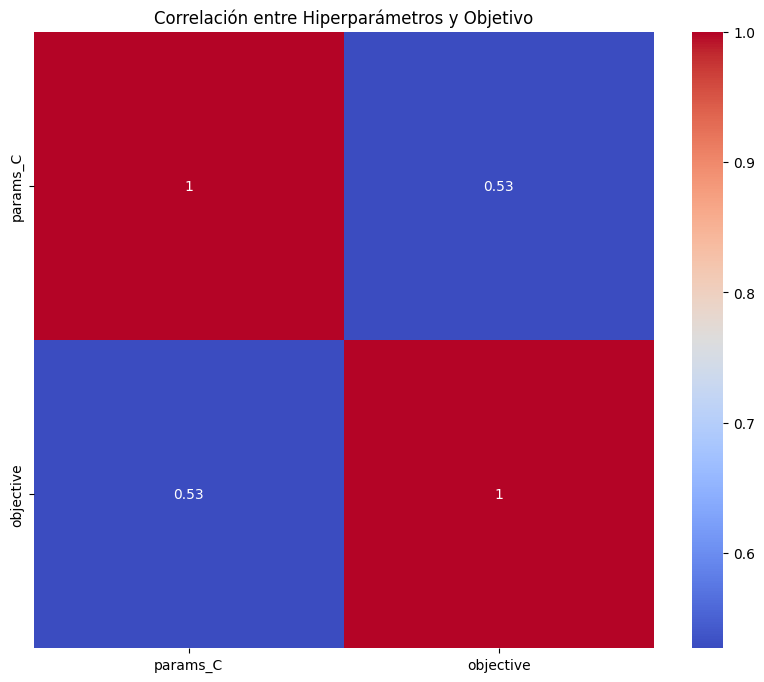 Correlación entre Hiperparámetros y Objetivo
params_C
1
0.53
objective
0.53
1
params_C
objective
1.0
0.9
0.8
0.7
0.6